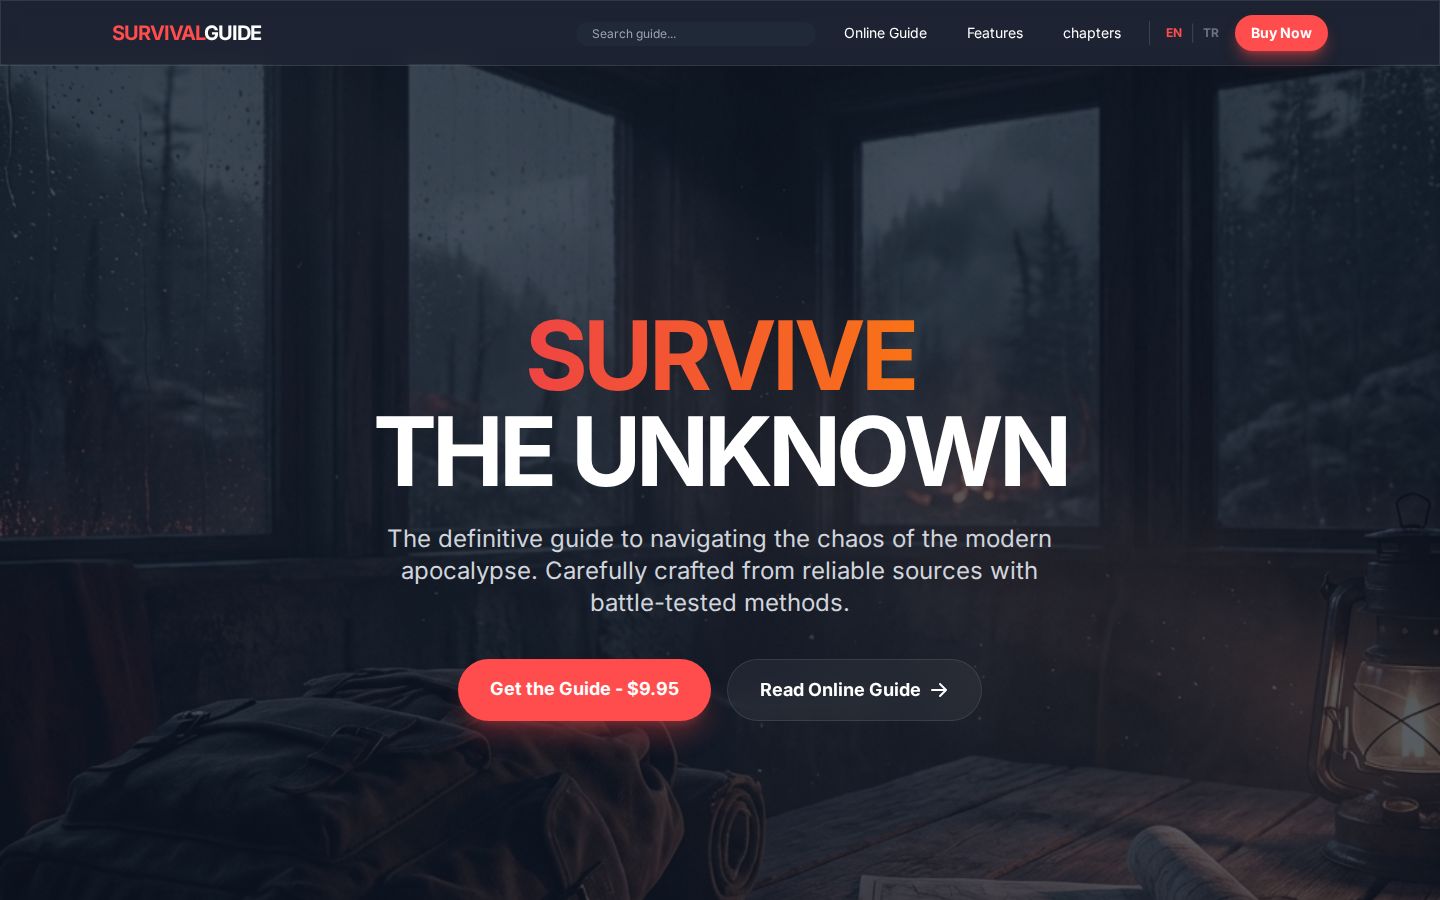 SURVIVALGUIDE
Search guide...
Online Guide
Features
chapters
EN
TR
Buy Now
SURVIVE
THE UNKNOWN
The definitive guide to navigating the chaos of the modern
apocalypse. Carefully crafted from reliable sources with
battle-tested methods.
Get the Guide - $9.95
Read Online Guide →